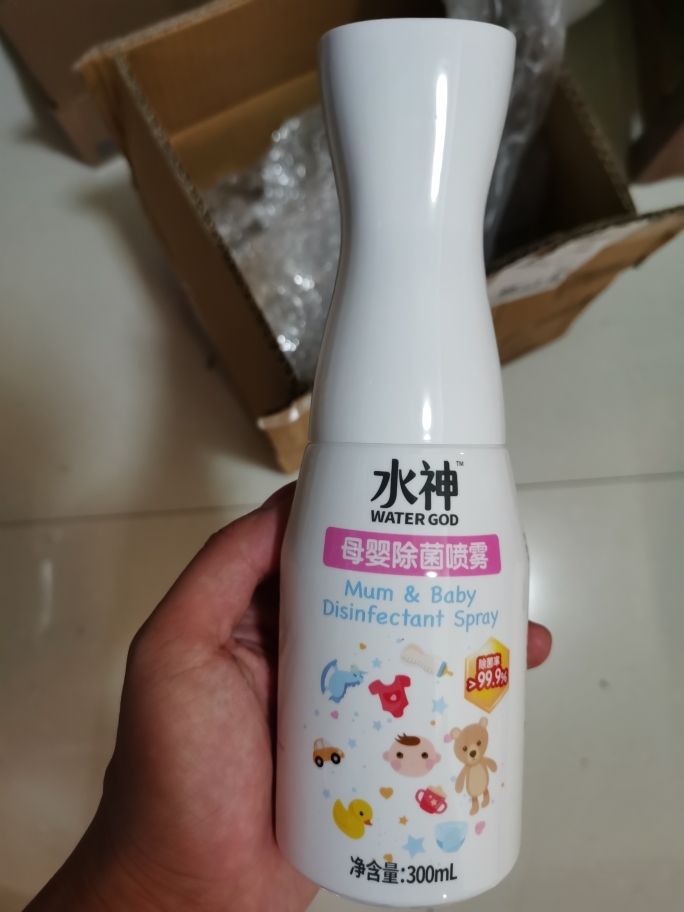 水神™
WATER GOD
母婴除菌喷雾
Mum & Baby
Disinfectant Spray
除菌率
>99.9%
净含量:300mL